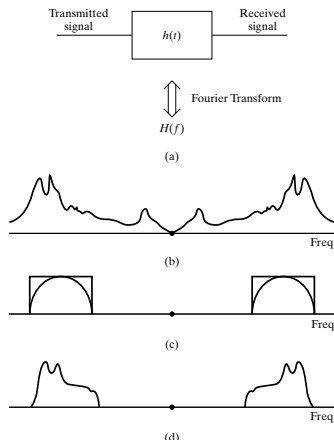 Transmitted
signal
h(t)
Received
signal
Fourier Transform
H(f)
(a)
Freq
(b)
Freq
(c)
Freq
(d)